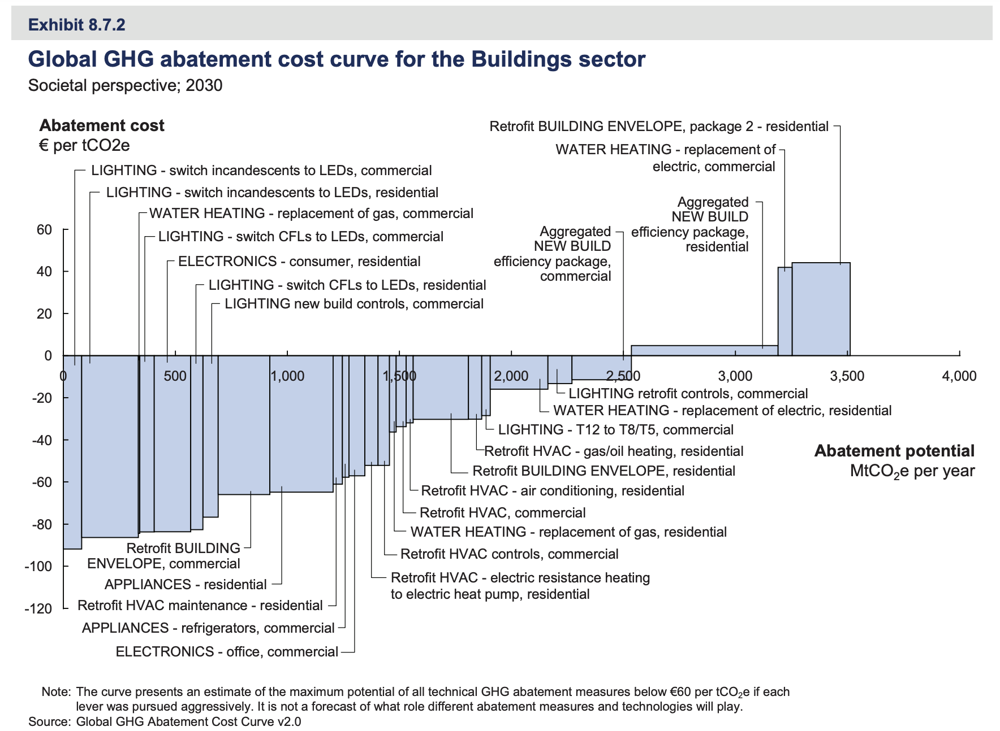 Exhibit 8.7.2
Global GHG abatement cost curve for the Buildings sector
Societal perspective; 2030
Abatement cost
€ per tCO2e
Retrofit BUILDING ENVELOPE, package 2 - residential
WATER HEATING - replacement of
electric, commercial
LIGHTING - switch incandescents to LEDs, commercial
LIGHTING - switch incandescents to LEDs, residential
WATER HEATING - replacement of gas, commercial
LIGHTING - switch CFLs to LEDs, commercial
ELECTRONICS - consumer, residential
LIGHTING - switch CFLs to LEDs, residential
LIGHTING new build controls, commercial
Aggregated
NEW BUILD
efficiency package,
commercial
Aggregated
NEW BUILD
efficiency package,
residential
60
40
20
0
-20
-40
-60
-80
-100
-120
0
500
1,000
1,500
2,000
2,500
3,000
3,500
4,000
LIGHTING retrofit controls, commercial
WATER HEATING - replacement of electric, residential
LIGHTING - T12 to T8/T5, commercial
Retrofit HVAC - gas/oil heating, residential
Retrofit BUILDING ENVELOPE, residential
Retrofit HVAC - air conditioning, residential
Retrofit HVAC, commercial
WATER HEATING - replacement of gas, residential
Retrofit HVAC controls, commercial
Retrofit HVAC - electric resistance heating
to electric heat pump, residential
Abatement potential
MtCO₂e per year
Retrofit BUILDING
ENVELOPE, commercial
APPLIANCES - residential
Retrofit HVAC maintenance - residential
APPLIANCES - refrigerators, commercial
ELECTRONICS - office, commercial
Note: The curve presents an estimate of the maximum potential of all technical GHG abatement measures below €60 per tCO₂e if each
lever was pursued aggressively. It is not a forecast of what role different abatement measures and technologies will play.
Source: Global GHG Abatement Cost Curve v2.0